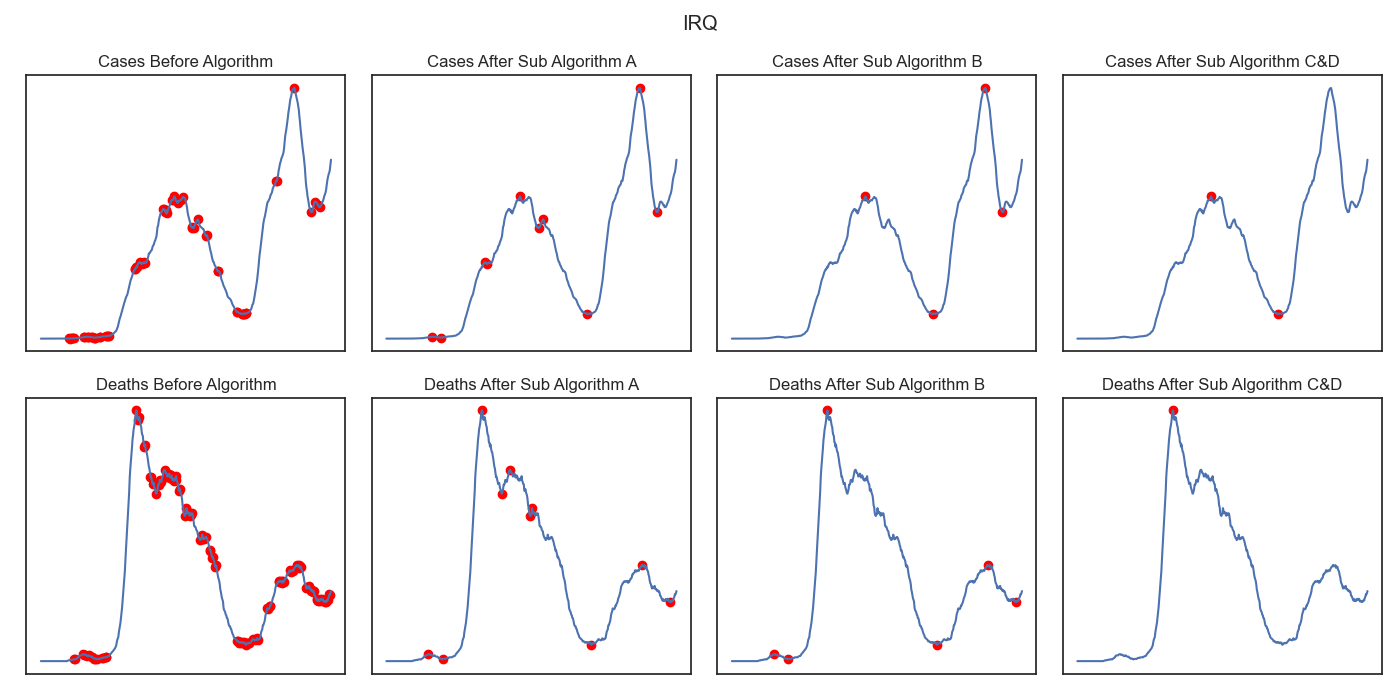 IRQ
Cases Before Algorithm
Cases After Sub Algorithm A
Cases After Sub Algorithm B
Cases After Sub Algorithm C&D
Deaths Before Algorithm
Deaths After Sub Algorithm A
Deaths After Sub Algorithm B
Deaths After Sub Algorithm C&D